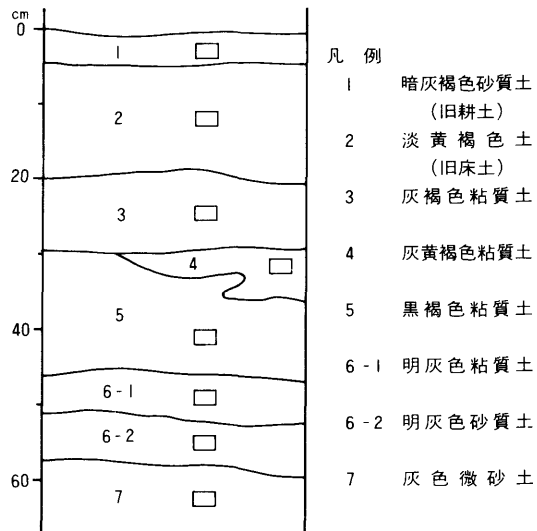 cm
0
20
40
60
1
2
3
4
5
6-1
6-2
7
凡例
1 暗灰褐色砂質土
(旧耕土)
2 淡黄褐色土
(旧床土)
3 灰褐色粘質土
4 灰黄褐色粘質土
5 黒褐色粘質土
6-1 明灰色粘質土
6-2 明灰色砂質土
7 灰色微砂土